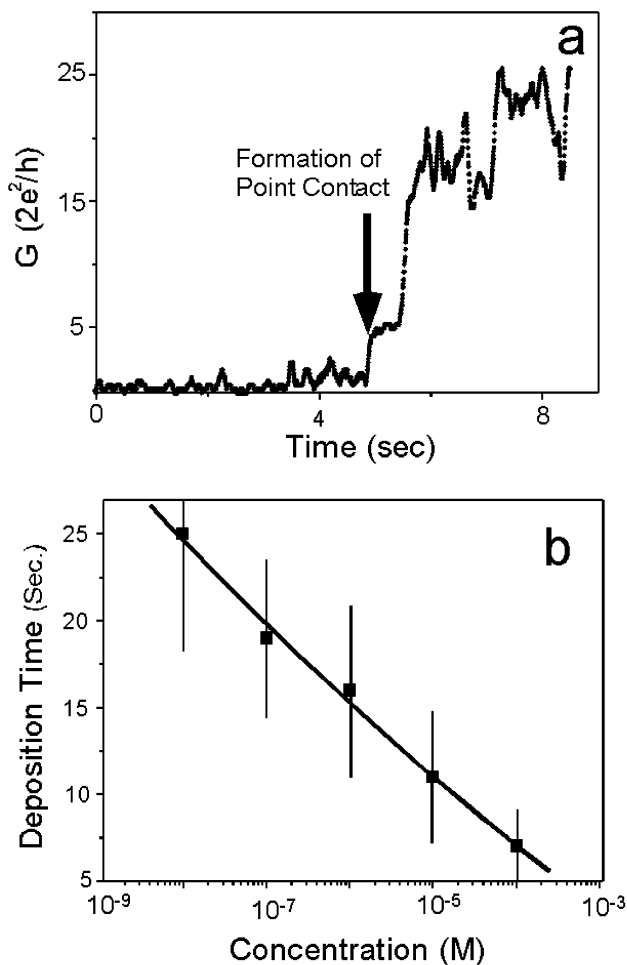 a
25
15
5
G (2e²/h)
Formation of
Point Contact
0
4
8
Time (sec)
b
25
20
15
10
5
Deposition Time (Sec.)
10⁻⁹
10⁻⁷
10⁻⁵
10⁻³
Concentration (M)